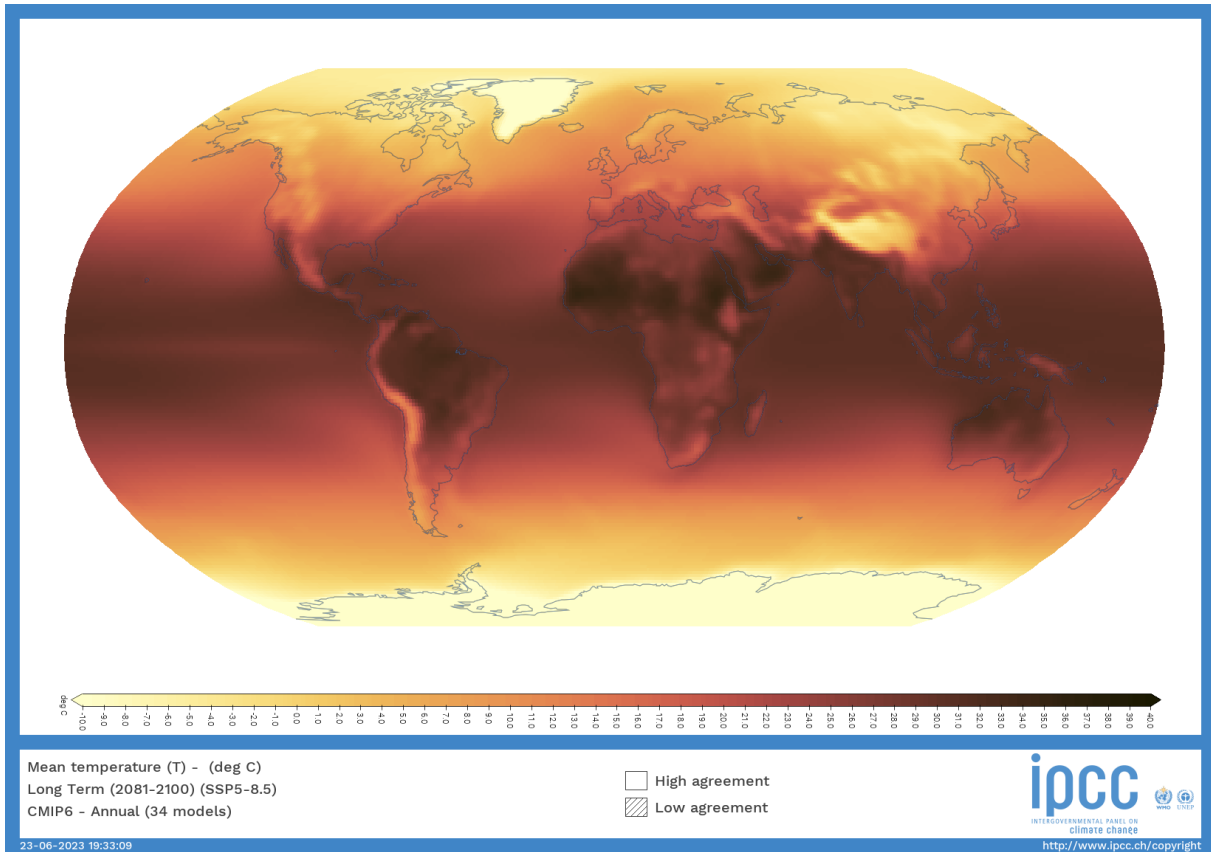 deg C
-10.0 -9.0 -8.0 -7.0 -6.0 -5.0 -4.0 -3.0 -2.0 -1.0 0.0 1.0 2.0 3.0 4.0 5.0 6.0 7.0 8.0 9.0 10.0 11.0 12.0 13.0 14.0 15.0 16.0 17.0 18.0 19.0 20.0 21.0 22.0 23.0 24.0 25.0 26.0 27.0 28.0 29.0 30.0 31.0 32.0 33.0 34.0 35.0 36.0 37.0 38.0 39.0 40.0
Mean temperature (T) - (deg C)
Long Term (2081-2100) (SSP5-8.5)
CMIP6 - Annual (34 models)
High agreement
Low agreement
ipcc
INTERGOVERNMENTAL PANEL ON
climate change
WMO UNEP
23-06-2023 19:33:09
http://www.ipcc.ch/copyright